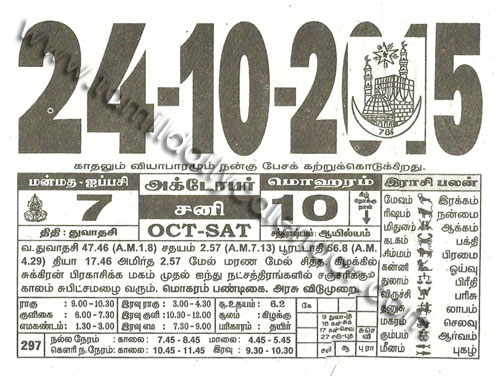 24-10-2015
786
காதலும் வியாபாரமும் நன்கு பேசக் கற்றுக்கொடுக்கிறது.
மன்மத - ஐப்பசி அக்டோபர் மொஹரம் இராசி பலன்
7 சனி 10
திதி : துவாதசி OCT-SAT சந்திராஷ்டமம் : ஆயில்யம்
வ. துவாதசி 47.46 (A.M.1.8) சதயம் 2.57 (A.M.7.13) பூரட்டாதி 56.8 (A.M.
4.29) தியா 17.46 அமிர்த 2.57 மேல் மரண மேல் சித்த கிழக்கில்
சுக்கிரன் பிரகாசிக்க மகம் முதல் ஐந்து நட்சத்திரங்களில் சஞ்சரிக்கும்
காலம் சுபிட்சமழை வரும். மொகரம் பண்டிகை. அரசு விடுமுறை.
ராகு : 9.00 - 10.30 இரவு ராகு : 3.00 - 4.30 சூ.உதயம் : 6.2
குளிகை : 6.00 - 7.30 இரவு குளிகை : 12.00 - 1.30 சூலம் : கிழக்கு
எமகண்டம் : 1.30 - 3.00 இரவு எம : 7.30 - 9.00 பரிகாரம் : தயிர்
297 நல்ல நேரம் : காலை : 7.45 - 8.45 மாலை : 4.45 - 5.45
கௌரி ந.நேரம் : காலை : 10.45 - 11.45 இரவு : 9.30 - 10.30
மேஷம் இரக்கம்
ரிஷபம் நன்மை
மிதுனம் ஆக்கம்
கடகம் பக்தி
சிம்மம் பிரபலம்
கன்னி ஓய்வு
துலாம் பிரீதி
விருச்சி பரிசு
தனுசு லாபம்
மகரம் செலவு
கும்பம் ஆர்வம்
மீனம் புகழ்